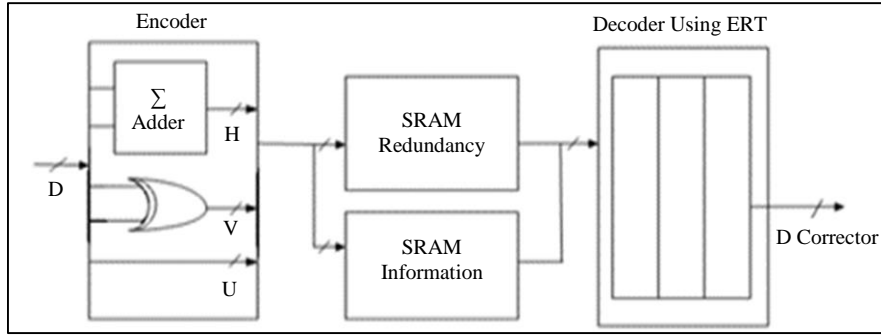 Encoder
Decoder Using ERT
∑
Adder
H
SRAM
Redundancy
D
V
SRAM
Information
D Corrector
U